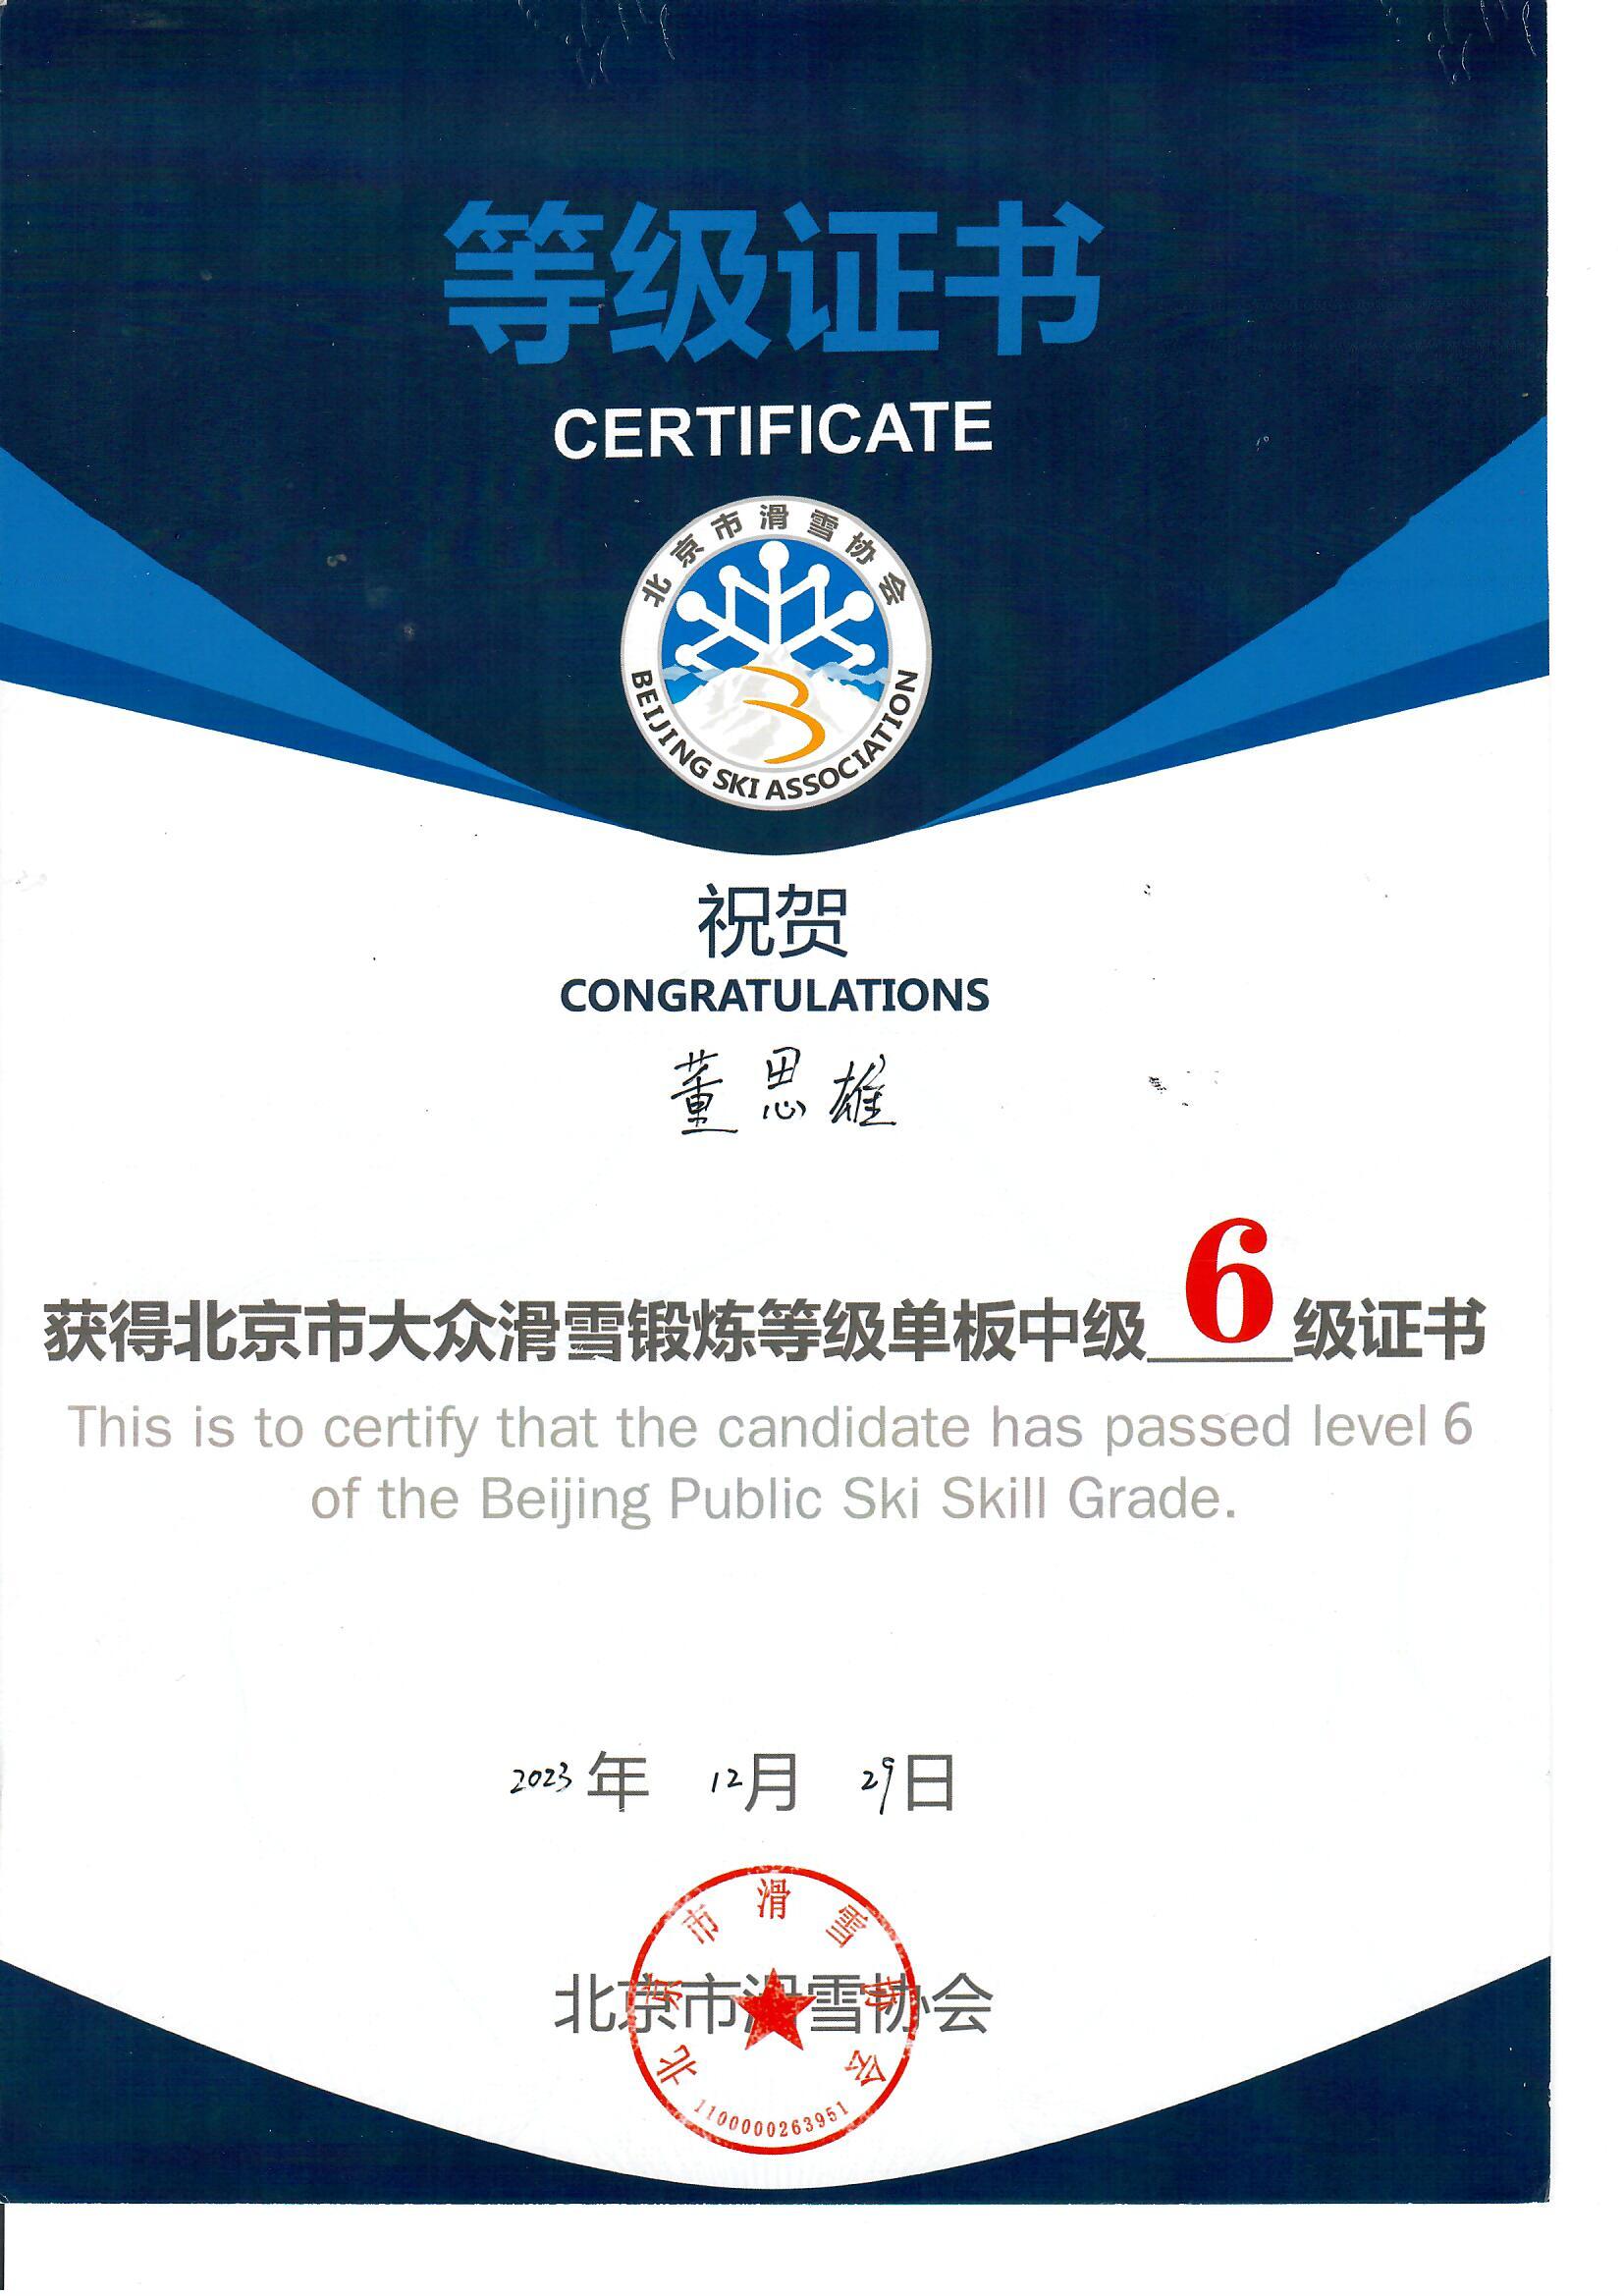 等级证书
CERTIFICATE
北京市滑雪协会
BEIJING SKI ASSOCIATION
祝贺
CONGRATULATIONS
董思雄
获得北京市大众滑雪锻炼等级单板中级6级证书
This is to certify that the candidate has passed level 6
of the Beijing Public Ski Skill Grade.
2023年 12月 29日
北京市滑雪协会
北京市滑雪协会
1100000263951